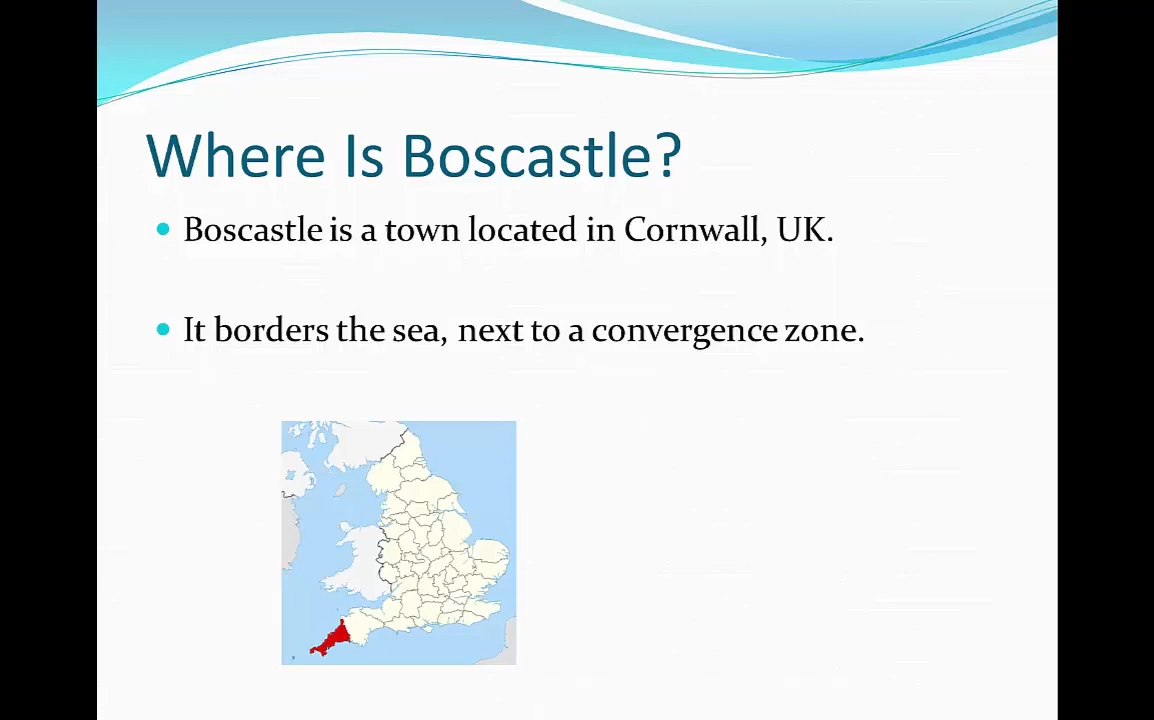 Where Is Boscastle?
Boscastle is a town located in Cornwall, UK.
It borders the sea, next to a convergence zone.